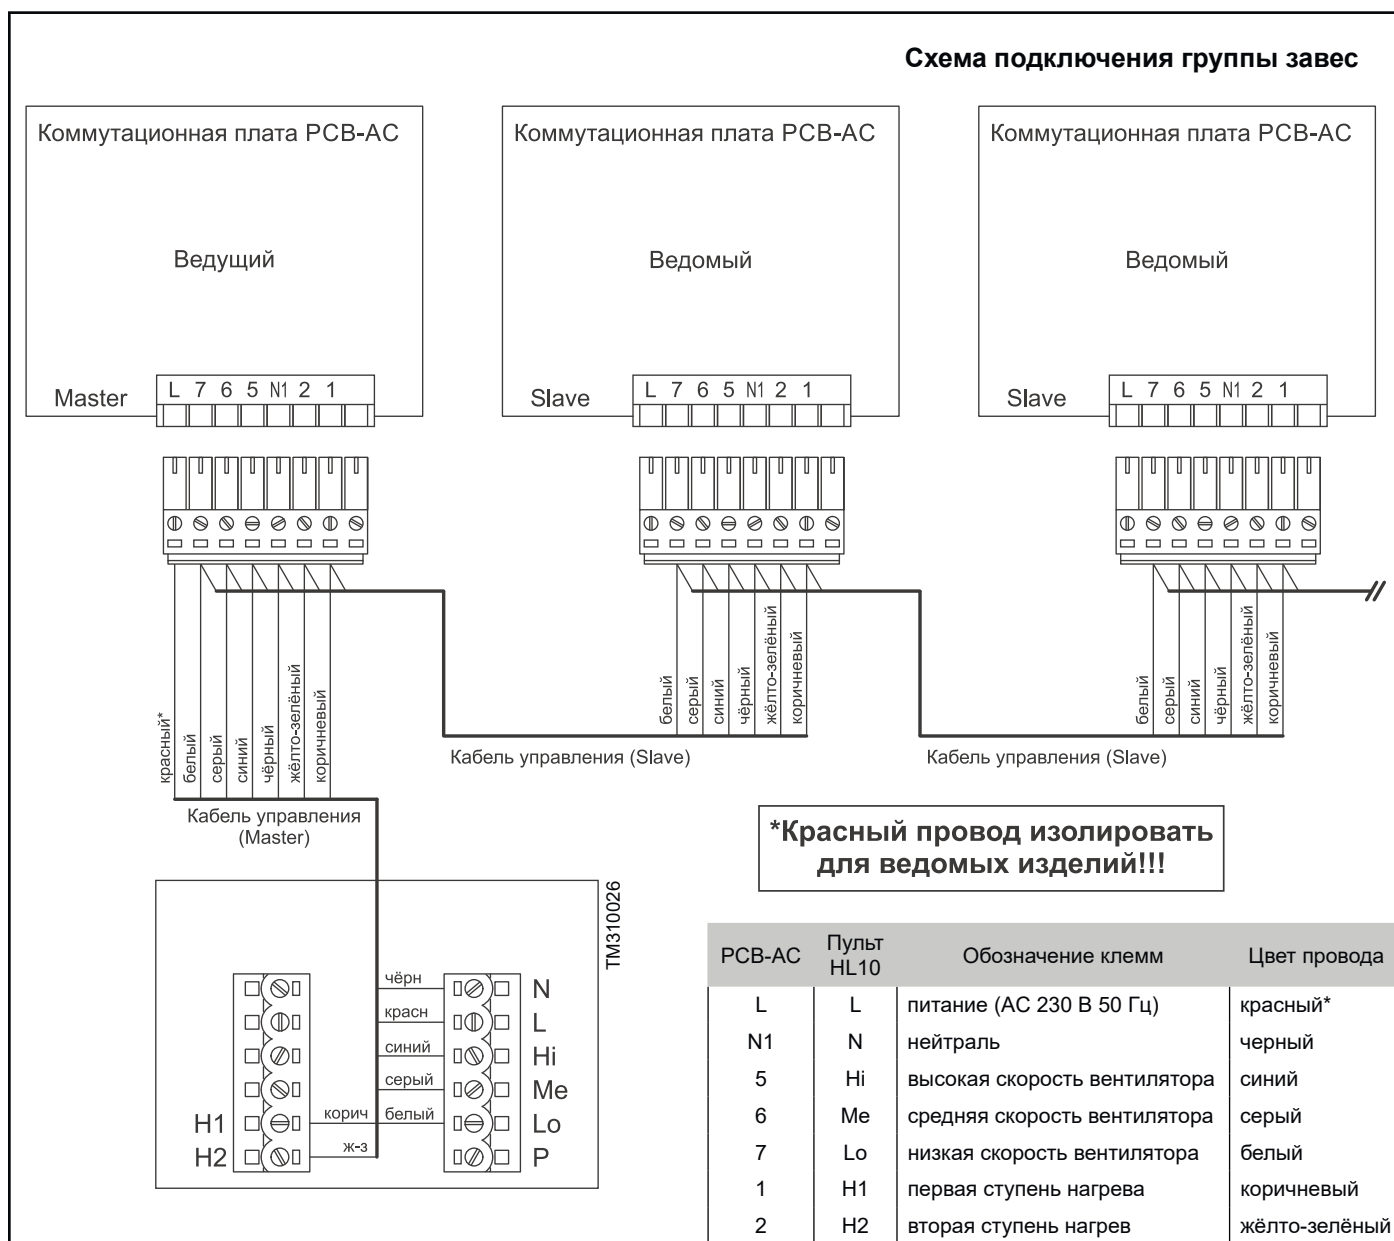 Схема подключения группы завес
Коммутационная плата PCB-AC
Ведущий
Master
L 7 6 5 N1 2 1
Коммутационная плата PCB-AC
Ведомый
Slave
L 7 6 5 N1 2 1
Коммутационная плата PCB-AC
Ведомый
Slave
L 7 6 5 N1 2 1
красный*
белый
серый
синий
чёрный
жёлто-зелёный
коричневый
Кабель управления
(Master)
белый
серый
синий
чёрный
жёлто-зелёный
коричневый
Кабель управления (Slave)
белый
серый
синий
чёрный
жёлто-зелёный
коричневый
Кабель управления (Slave)
*Красный провод изолировать
для ведомых изделий!!!
TM310026
чёрн N
красн L
синий Hi
серый Me
H1 корич белый Lo
H2 ж-з P
PCB-AC Пульт HL10 Обозначение клемм Цвет провода
L L питание (AC 230 В 50 Гц) красный*
N1 N нейтраль черный
5 Hi высокая скорость вентилятора синий
6 Me средняя скорость вентилятора серый
7 Lo низкая скорость вентилятора белый
1 H1 первая ступень нагрева коричневый
2 H2 вторая ступень нагрев жёлто-зелёный